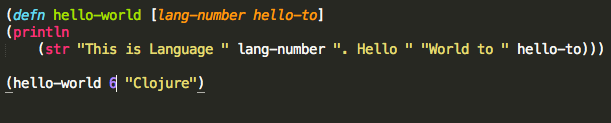 (defn hello-world [lang-number hello-to]
(println
    (str "This is Language " lang-number ". Hello " "World to " hello-to)))

(hello-world 6 "Clojure")